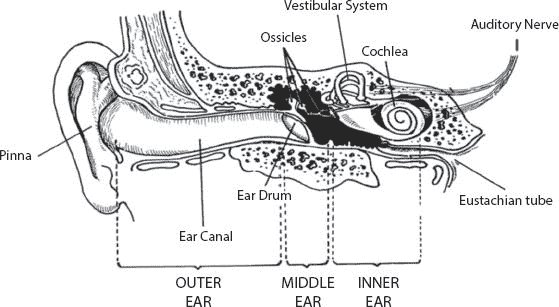 Vestibular System
Auditory Nerve
Ossicles
Cochlea
Pinna
Ear Drum
Eustachian tube
Ear Canal
OUTER
EAR
MIDDLE
EAR
INNER
EAR